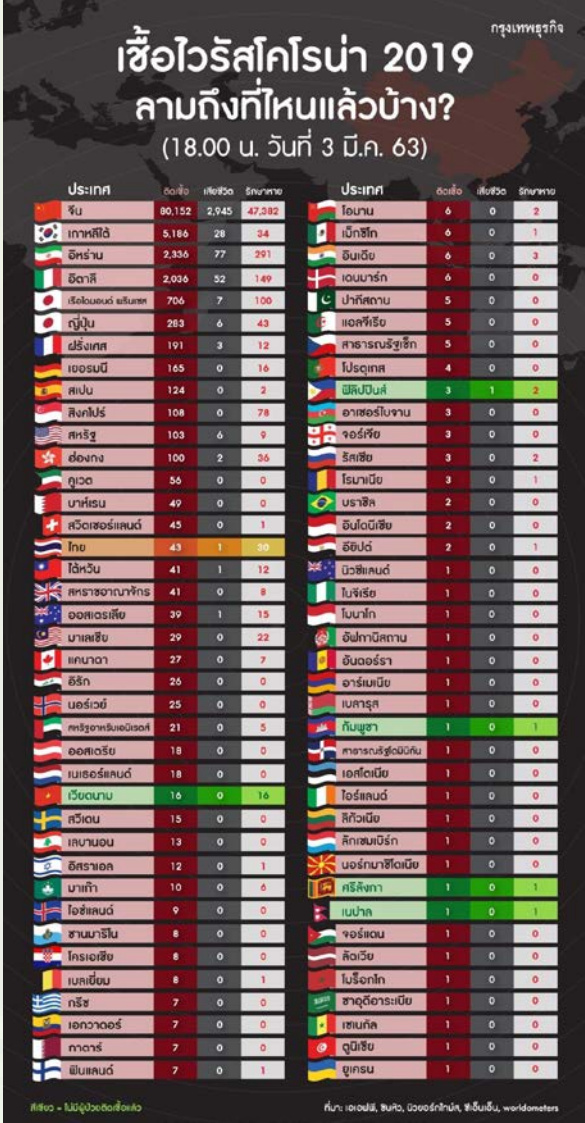 กรุงเทพธุรกิจ
เชื้อไวรัสโคโรน่า 2019
ลามถึงที่ไหนแล้วบ้าง?
(18.00 น. วันที่ 3 มี.ค. 63)
ประเทศ ติดเชื้อ เสียชีวิต รักษาหาย
จีน 80,152 2,945 47,382
เกาหลีใต้ 5,186 28 34
อิหร่าน 2,336 77 291
อิตาลี 2,036 52 149
เรือไดมอนด์ พรินเซส 706 7 100
ญี่ปุ่น 283 6 43
ฝรั่งเศส 191 3 12
เยอรมนี 165 0 16
สเปน 124 0 2
สิงคโปร์ 108 0 78
สหรัฐ 103 6 9
ฮ่องกง 100 2 36
คูเวต 56 0 0
บาห์เรน 49 0 0
สวิตเซอร์แลนด์ 45 0 1
ไทย 43 1 30
ไต้หวัน 41 1 12
สหราชอาณาจักร 41 0 8
ออสเตรเลีย 39 1 15
มาเลเซีย 29 0 22
แคนาดา 27 0 7
อิรัก 26 0 0
นอร์เวย์ 25 0 0
สหรัฐอาหรับเอมิเรตส์ 21 0 5
ออสเตรีย 18 0 0
เนเธอร์แลนด์ 18 0 0
เวียดนาม 16 0 16
สวีเดน 15 0 0
เลบานอน 13 0 0
อิสราเอล 12 0 1
มาเก๊า 10 0 6
ไอซ์แลนด์ 9 0 0
ซานมารีโน 8 0 0
โครเอเชีย 8 0 0
เบลเยี่ยม 8 0 1
กรีซ 7 0 0
เอกวาดอร์ 7 0 0
กาตาร์ 7 0 0
ฟินแลนด์ 7 0 1
ประเทศ ติดเชื้อ เสียชีวิต รักษาหาย
โอมาน 6 0 2
เม็กซิโก 6 0 1
อินเดีย 6 0 3
เดนมาร์ก 6 0 0
ปากีสถาน 5 0 0
แอลจีเรีย 5 0 0
สาธารณรัฐเช็ก 5 0 0
โปรตุเกส 4 0 0
ฟิลิปปินส์ 3 1 2
อาเซอร์ไบจาน 3 0 0
จอร์เจีย 3 0 0
รัสเซีย 3 0 2
โรมาเนีย 3 0 1
บราซิล 2 0 0
อินโดนีเซีย 2 0 0
อียิปต์ 2 0 1
นิวซีแลนด์ 1 0 0
ไนจีเรีย 1 0 0
โมนาโก 1 0 0
อัฟกานิสถาน 1 0 0
อันดอร์รา 1 0 0
อาร์เมเนีย 1 0 0
เบลารุส 1 0 0
กัมพูชา 1 0 1
สาธารณรัฐโดมินิกัน 1 0 0
เอสโตเนีย 1 0 0
ไอร์แลนด์ 1 0 0
ลิทัวเนีย 1 0 0
ลักเซมเบิร์ก 1 0 0
นอร์ทมาซิโดเนีย 1 0 0
ศรีลังกา 1 0 1
เนปาล 1 0 1
จอร์แดน 1 0 0
ลัตเวีย 1 0 0
โมร็อกโก 1 0 0
ซาอุดีอาระเบีย 1 0 0
เซเนกัล 1 0 0
ตูนิเซีย 1 0 0
ยูเครน 1 0 0
สีเขียว = ไม่มีผู้ป่วยติดเชื้อแล้ว
ที่มา: เอเอฟพี, ซินหัว, นิวยอร์กไทม์ส, ซีเอ็นเอ็น, worldometers